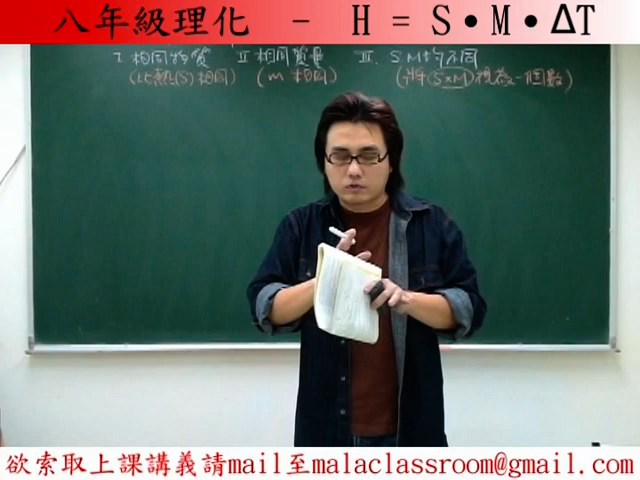 八年級理化 - H = S•M•ΔT
I 相同物質 II 相同質量 III. S.M均不同
(比熱(S)相同) (m 相同) (將(S×M)視為一個數)
欲索取上課講義請mail至malaclassroom@gmail.com